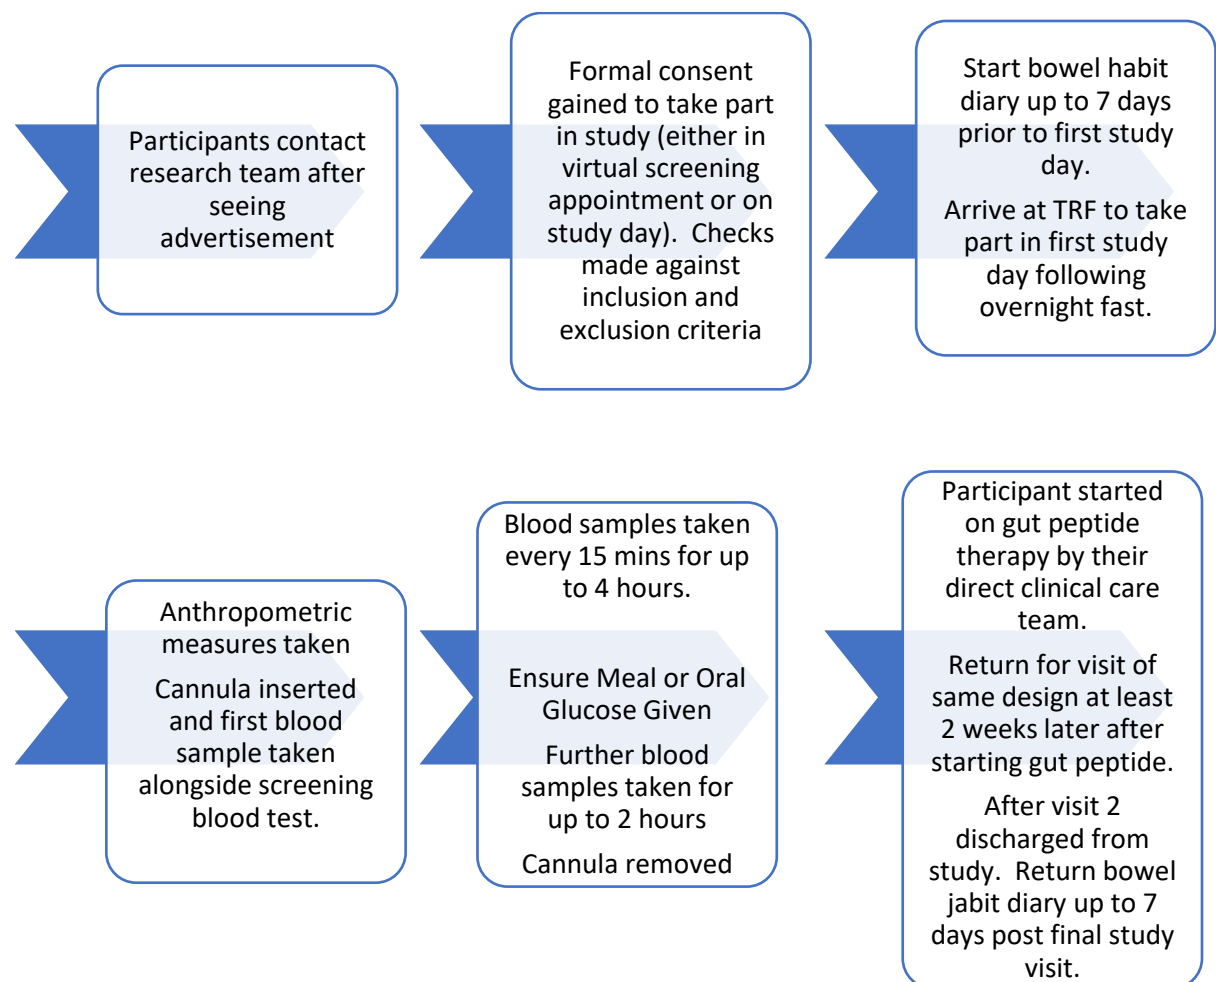 Participants contact
research team after
seeing
advertisement
Formal consent
gained to take part
in study (either in
virtual screening
appointment or on
study day).  Checks
made against
inclusion and
exclusion criteria
Start bowel habit
diary up to 7 days
prior to first study
day.
Arrive at TRF to take
part in first study
day following
overnight fast.
Anthropometric
measures taken
Cannula inserted
and first blood
sample taken
alongside screening
blood test.
Blood samples taken
every 15 mins for up
to 4 hours.
Ensure Meal or Oral
Glucose Given
Further blood
samples taken for
up to 2 hours
Cannula removed
Participant started
on gut peptide
therapy by their
direct clinical care
team.
Return for visit of
same design at least
2 weeks later after
starting gut peptide.
After visit 2
discharged from
study.  Return bowel
jabit diary up to 7
days post final study
visit.